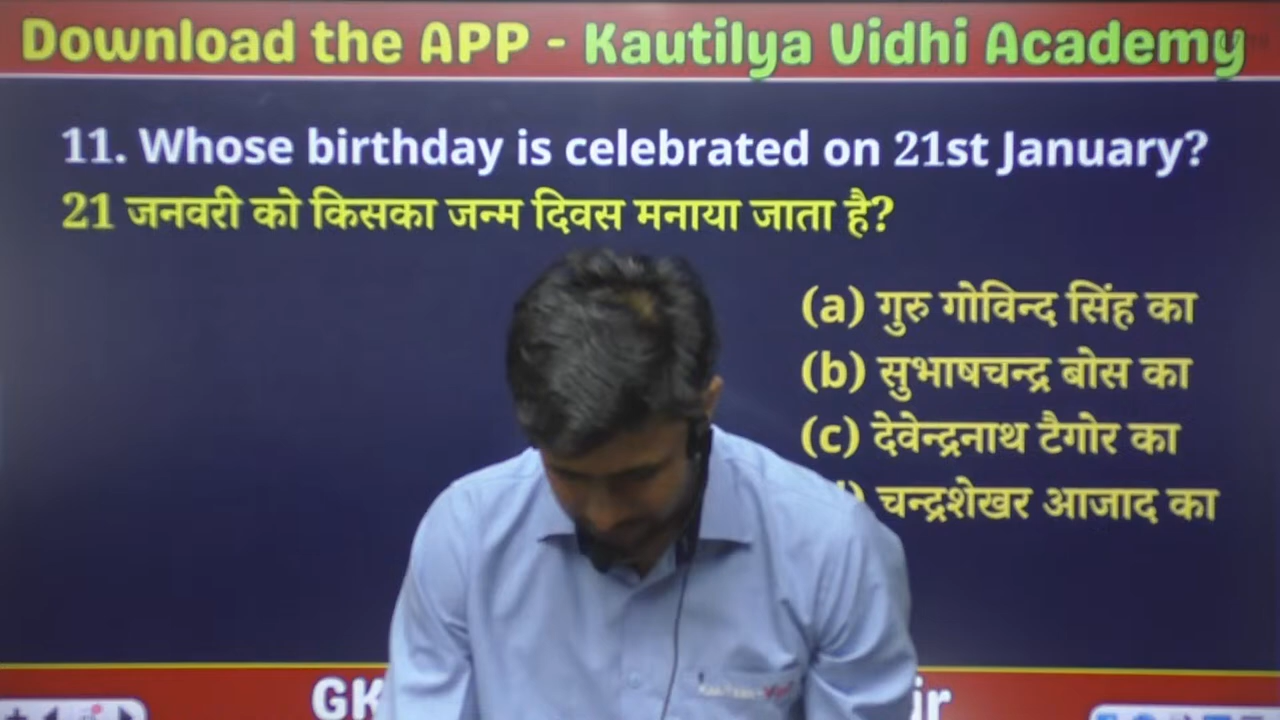 Download the APP - Kautilya Vidhi Academy
11. Whose birthday is celebrated on 21st January?
21 जनवरी को किसका जन्म दिवस मनाया जाता है?
(a) गुरु गोविन्द सिंह का
(b) सुभाषचन्द्र बोस का
(c) देवेन्द्रनाथ टैगोर का
चन्द्रशेखर आजाद का